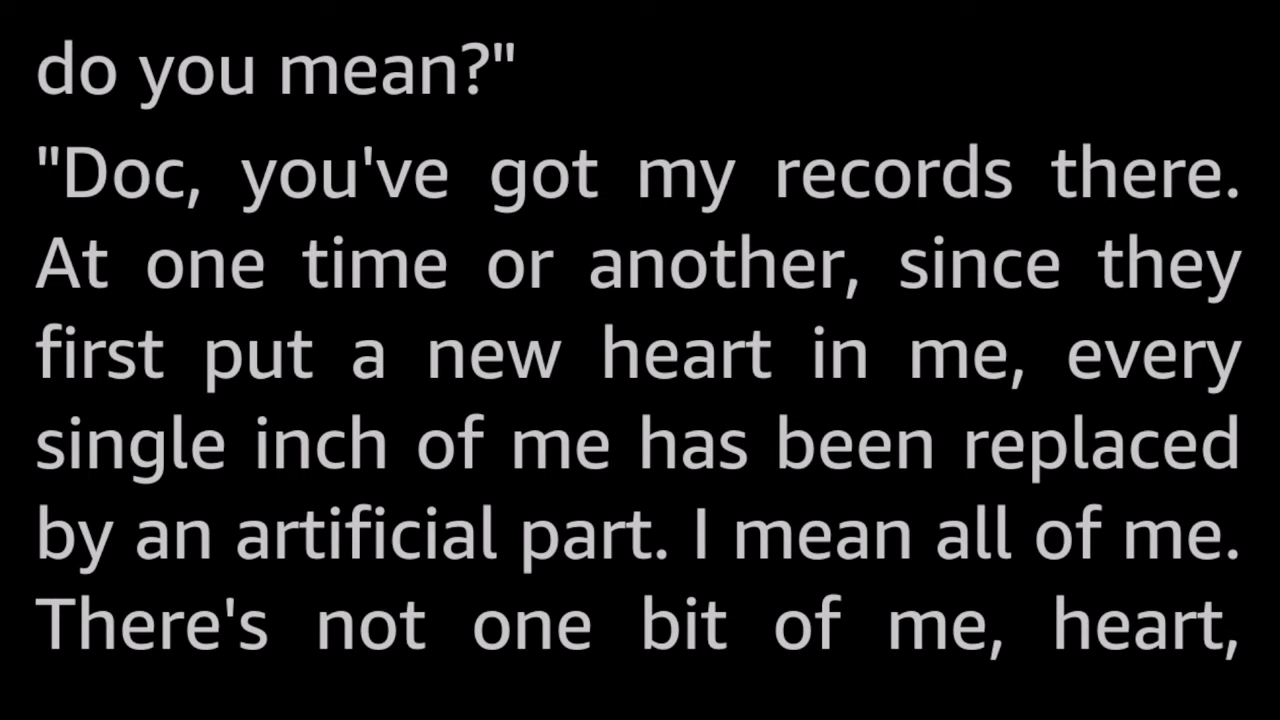 do you mean?"
"Doc, you've got my records there.
At one time or another, since they
first put a new heart in me, every
single inch of me has been replaced
by an artificial part. I mean all of me.
There's not one bit of me, heart,